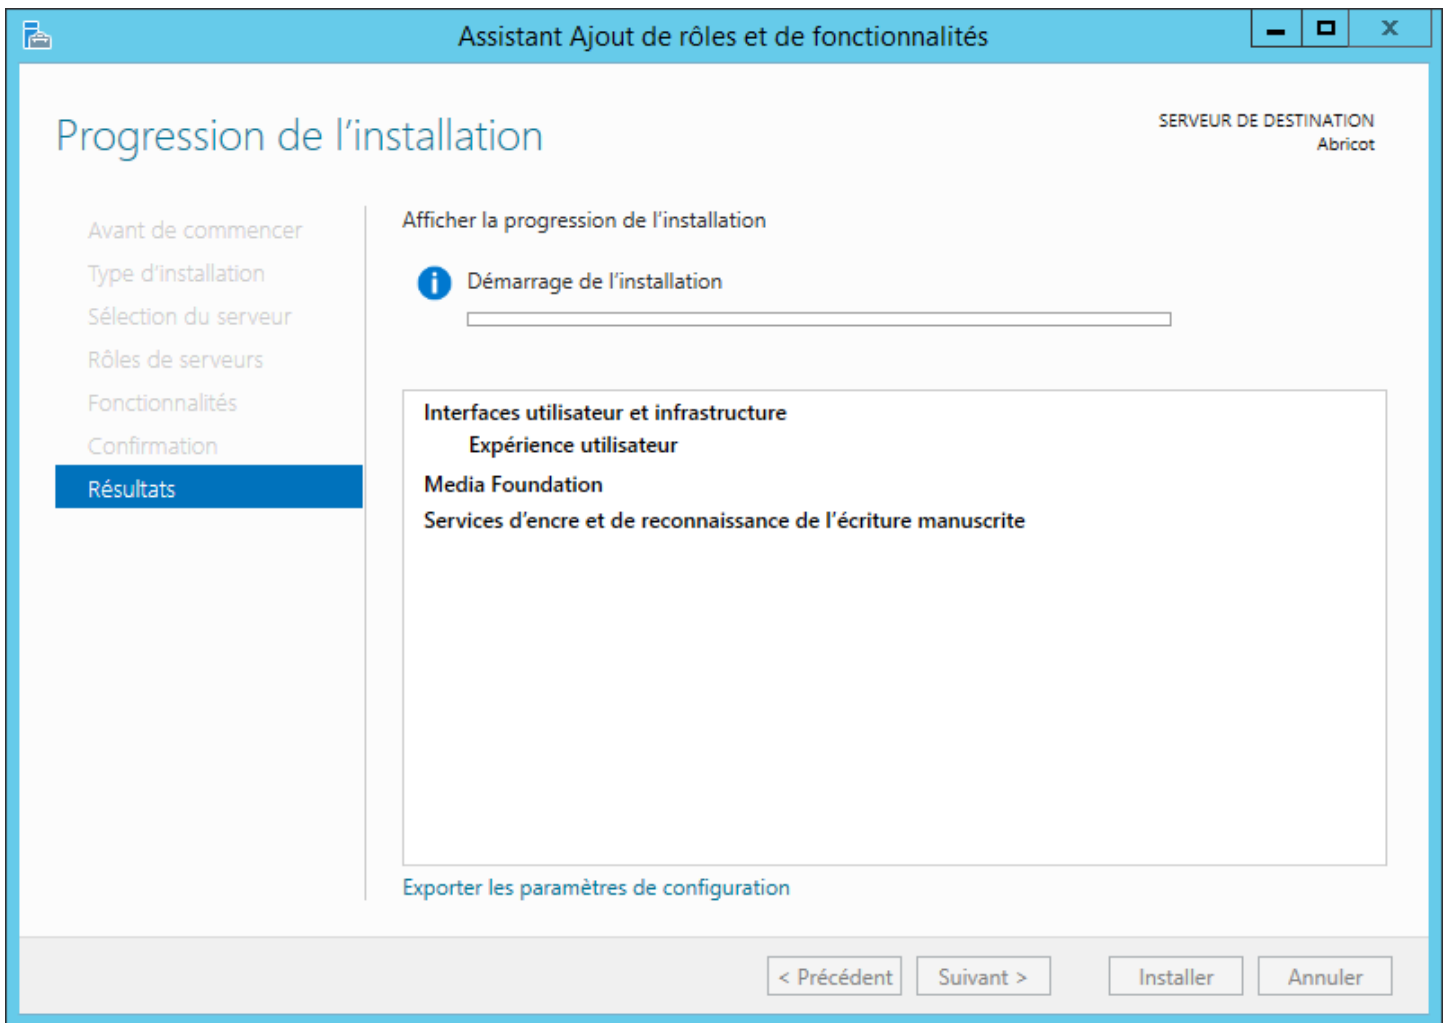 Assistant Ajout de rôles et de fonctionnalités
Progression de l'installation
SERVEUR DE DESTINATION
Abricot
Avant de commencer
Type d'installation
Sélection du serveur
Rôles de serveurs
Fonctionnalités
Confirmation
Résultats
Afficher la progression de l'installation
Démarrage de l'installation
Interfaces utilisateur et infrastructure
Expérience utilisateur
Media Foundation
Services d'encre et de reconnaissance de l'écriture manuscrite
Exporter les paramètres de configuration
< Précédent Suivant > Installer Annuler